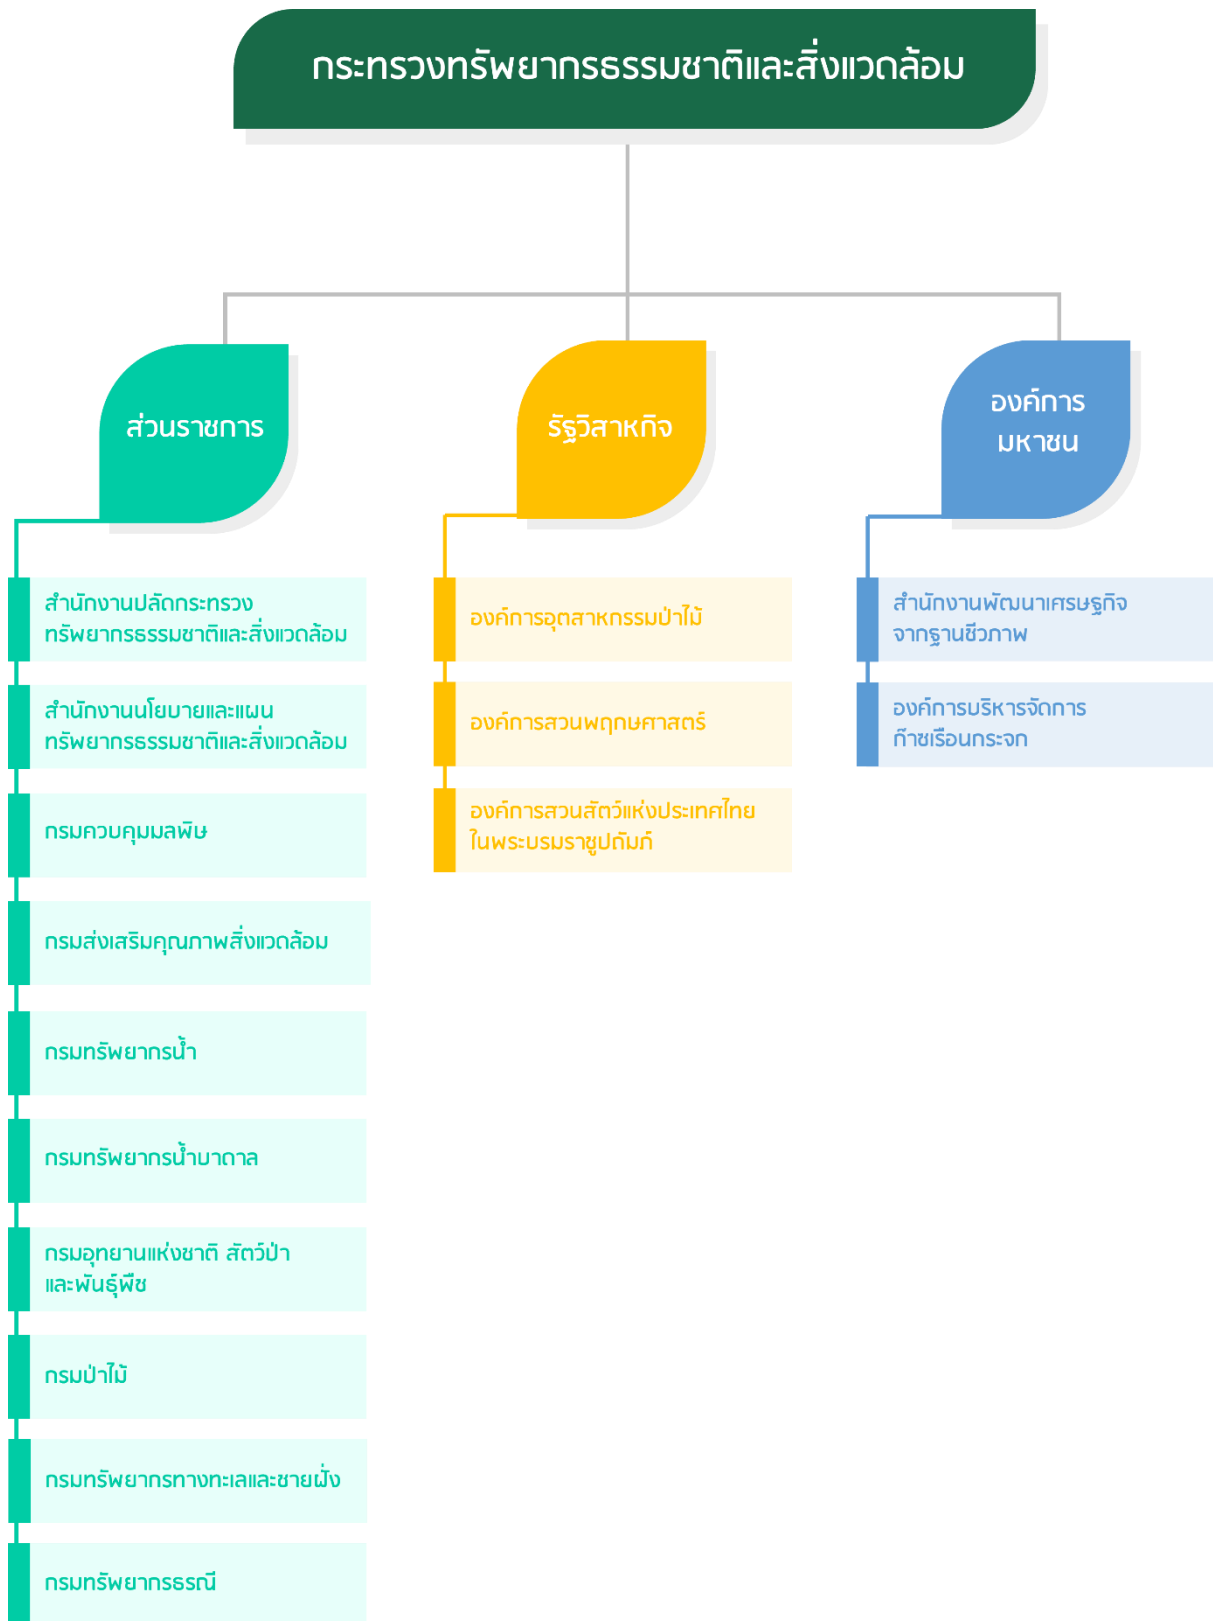 กระทรวงทรัพยากรธรรมชาติและสิ่งแวดล้อม
ส่วนราชการ
สำนักงานปลัดกระทรวง
ทรัพยากรธรรมชาติและสิ่งแวดล้อม
สำนักงานนโยบายและแผน
ทรัพยากรธรรมชาติและสิ่งแวดล้อม
กรมควบคุมมลพิษ
กรมส่งเสริมคุณภาพสิ่งแวดล้อม
กรมทรัพยากรน้ำ
กรมทรัพยากรน้ำบาดาล
กรมอุทยานแห่งชาติ สัตว์ป่า
และพันธุ์พืช
กรมป่าไม้
กรมทรัพยากรทางทะเลและชายฝั่ง
กรมทรัพยากรธรณี
รัฐวิสาหกิจ
องค์การอุตสาหกรรมป่าไม้
องค์การสวนพฤกษศาสตร์
องค์การสวนสัตว์แห่งประเทศไทย
ในพระบรมราชูปถัมภ์
องค์การ
มหาชน
สำนักงานพัฒนาเศรษฐกิจ
จากฐานชีวภาพ
องค์การบริหารจัดการ
ก๊าซเรือนกระจก